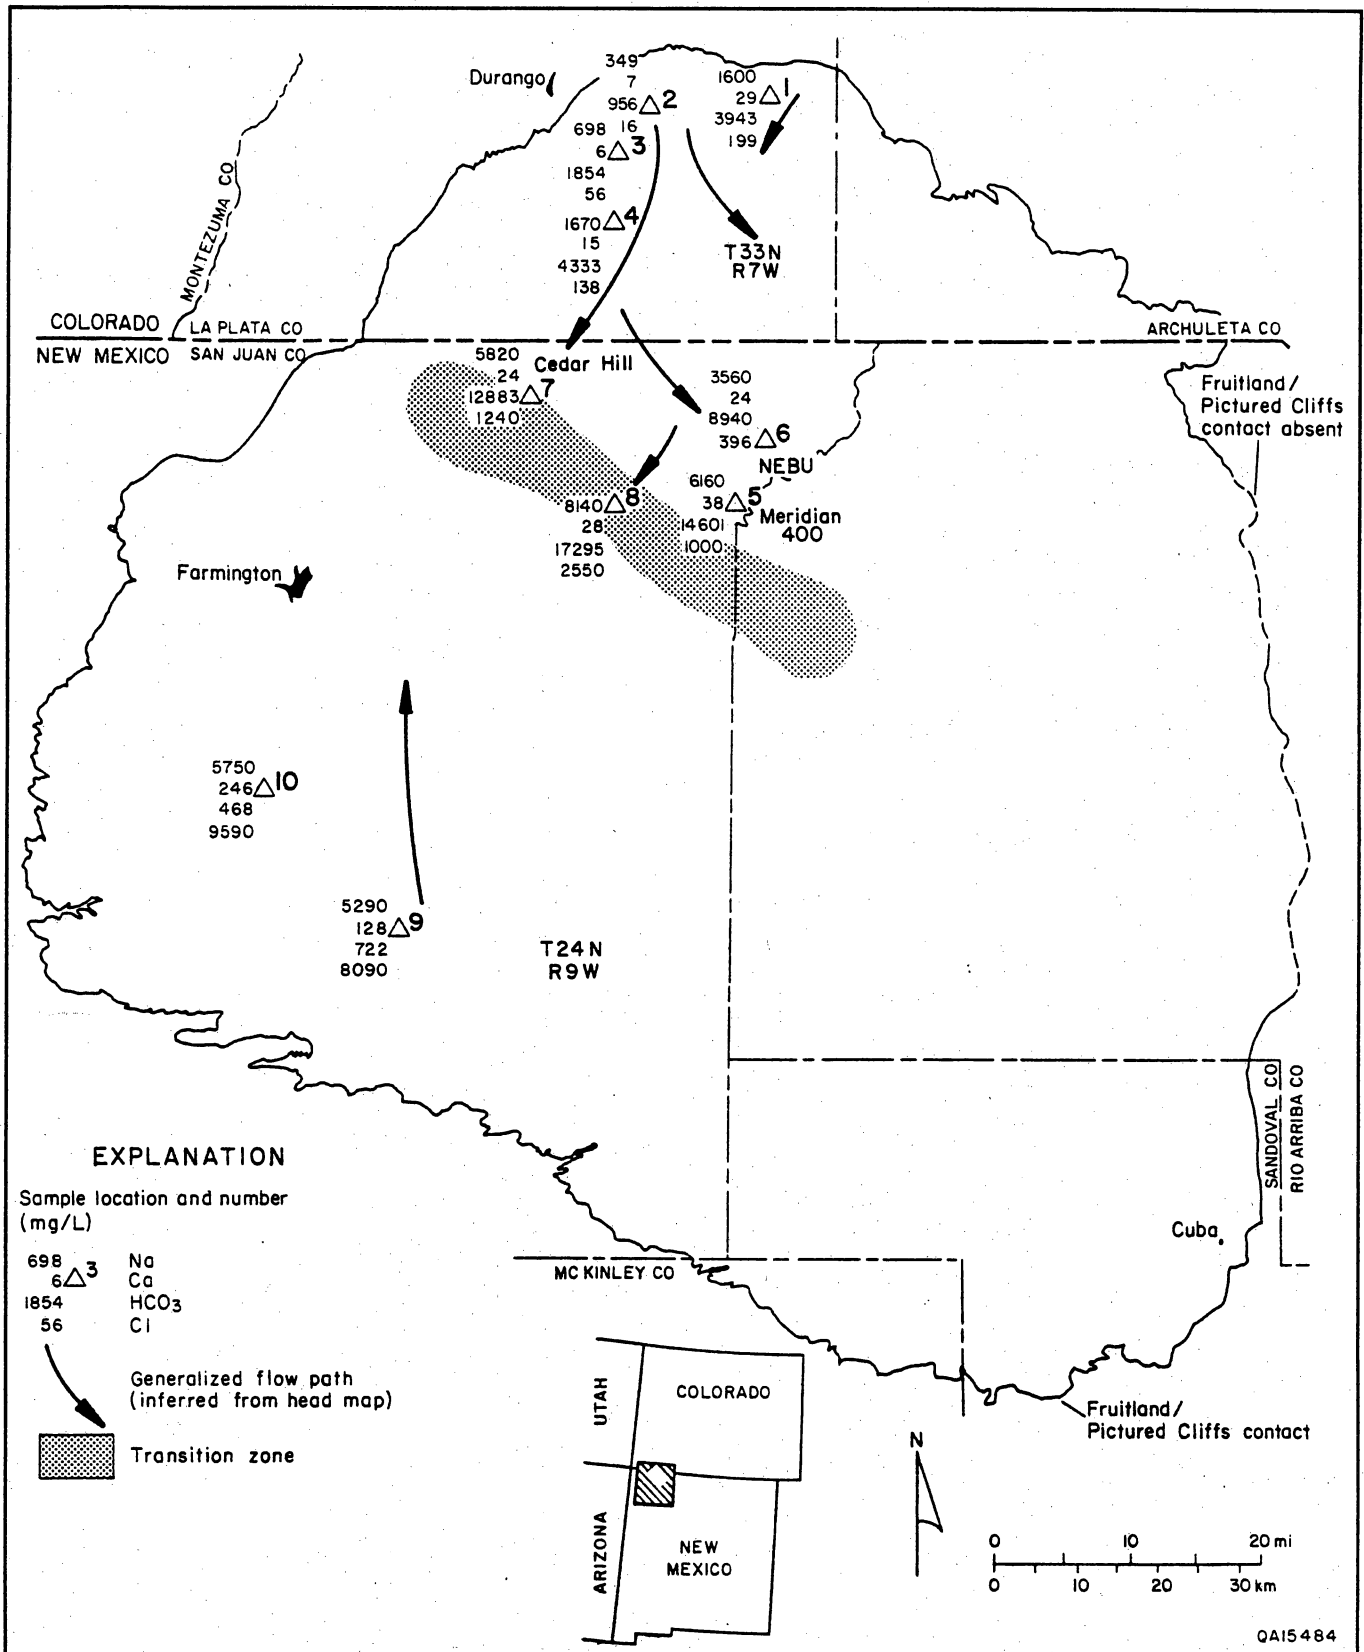 Durango
349
7
956 2
16
1600
29 1
3943
199
698
6 3
1854
56
1670 4
15
4333
138
T33N
R7W
MONTEZUMA CO
COLORADO
LA PLATA CO
ARCHULETA CO
NEW MEXICO
SAN JUAN CO
5820
24
12883 7
1240
Cedar Hill
3560
24
8940
396 6
NEBU
Fruitland/
Pictured Cliffs
contact absent
6160
38 5
14601
1000
Meridian
400
8140 8
28
17295
2550
Farmington
5750
246 10
468
9590
5290
128 9
722
8090
T24N
R9W
SANDOVAL CO
RIO ARRIBA CO
Cuba
MC KINLEY CO
Fruitland/
Pictured Cliffs contact
EXPLANATION
Sample location and number
(mg/L)
698 Na
6 3 Ca
1854 HCO3
56 Cl
Generalized flow path
(inferred from head map)
Transition zone
UTAH
COLORADO
ARIZONA
NEW
MEXICO
N
0 10 20 mi
0 10 20 30 km
QA15484